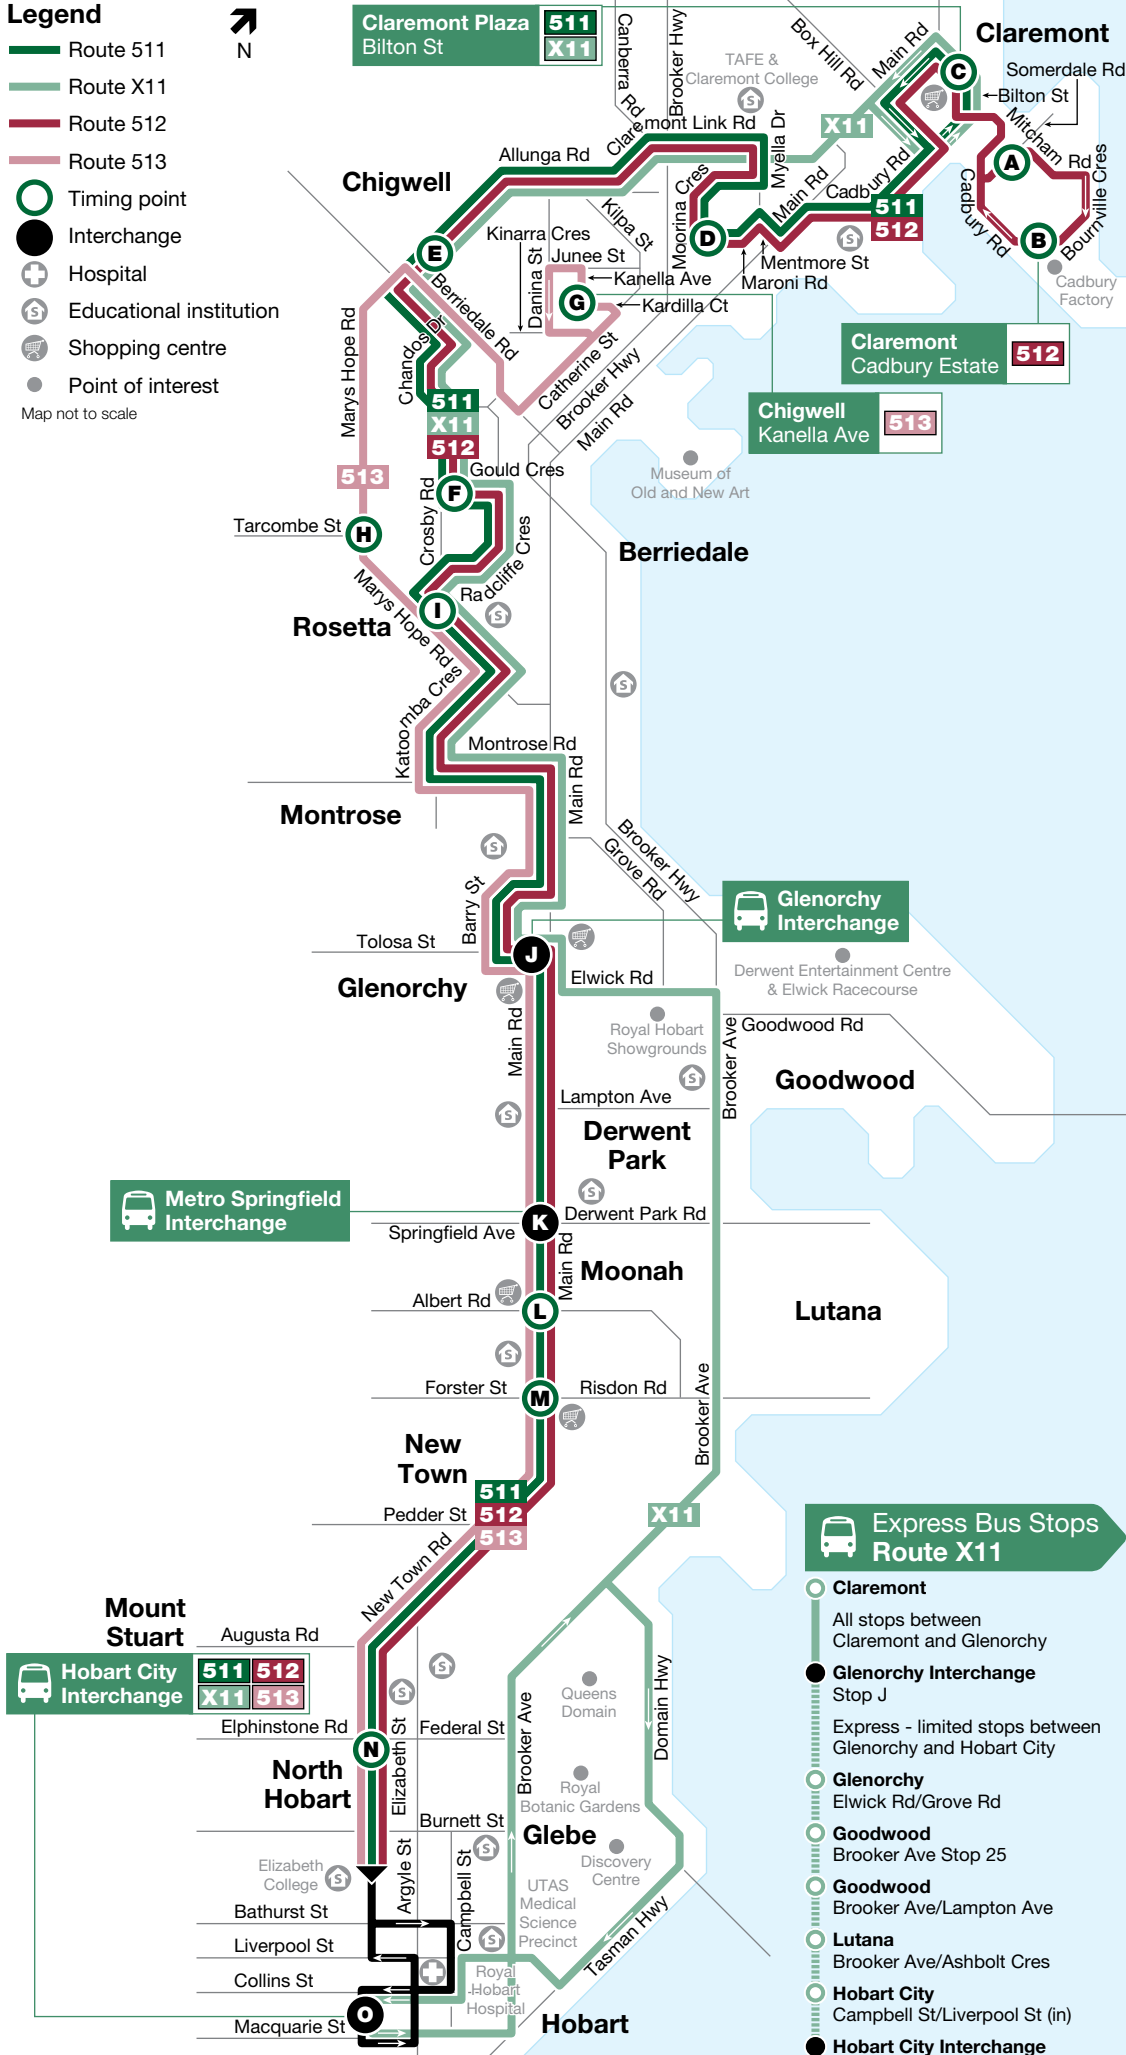 Legend
Route 511
Route X11
Route 512
Route 513
Timing point
Interchange
Hospital
Educational institution
Shopping centre
Point of interest
Map not to scale
N
Claremont Plaza
Bilton St
511
X11
Canberra Rd
Brooker Hwy
TAFE &
Claremont College
Box Hill Rd
Main Rd
C
Claremont
Somerdale Rd
Bilton St
Mitcham Rd
A
X11
Claremont Link Rd
Myella Dr
Allunga Rd
Chigwell
Moorina Cres
Main Rd
Cadbury Rd
511
512
Cadbury Rd
Bournville Cres
B
Cadbury
Factory
D
Mentmore St
Maroni Rd
Kilpa St
Kinarra Cres
Junee St
Danina St
Kanella Ave
G
Kardilla Ct
E
Berriedale Rd
Catherine St
Brooker Hwy
Main Rd
Claremont
Cadbury Estate
512
Chigwell
Kanella Ave
513
Marys Hope Rd
Chandos Dr
511
X11
512
513
Gould Cres
F
Crosby Rd
Museum of
Old and New Art
Tarcombe St
H
Radcliffe Cres
Berriedale
Marys Hope Rd
I
Rosetta
Katoomba Cres
Montrose Rd
Main Rd
Montrose
Brooker Hwy
Grove Rd
Barry St
Tolosa St
J
Glenorchy
Interchange
Glenorchy
Elwick Rd
Derwent Entertainment Centre
& Elwick Racecourse
Main Rd
Royal Hobart
Showgrounds
Brooker Ave
Goodwood Rd
Goodwood
Lampton Ave
Derwent
Park
Metro Springfield
Interchange
Springfield Ave
K
Derwent Park Rd
Main Rd
Moonah
Albert Rd
L
Lutana
Forster St
M
Risdon Rd
Brooker Ave
New
Town
511
512
513
Pedder St
X11
New Town Rd
Mount
Stuart
Augusta Rd
Hobart City
Interchange
511
512
X11
513
Elphinstone Rd
Federal St
N
Elizabeth St
North
Hobart
Brooker Ave
Queens
Domain
Domain Hwy
Royal
Botanic Gardens
Burnett St
Glebe
Discovery
Centre
Elizabeth
College
Argyle St
Campbell St
UTAS
Medical
Science
Precinct
Bathurst St
Liverpool St
Collins St
Royal
Hobart
Hospital
Tasman Hwy
O
Macquarie St
Hobart
Express Bus Stops
Route X11
Claremont
All stops between
Claremont and Glenorchy
Glenorchy Interchange
Stop J
Express - limited stops between
Glenorchy and Hobart City
Glenorchy
Elwick Rd/Grove Rd
Goodwood
Brooker Ave Stop 25
Goodwood
Brooker Ave/Lampton Ave
Lutana
Brooker Ave/Ashbolt Cres
Hobart City
Campbell St/Liverpool St (in)
Hobart City Interchange